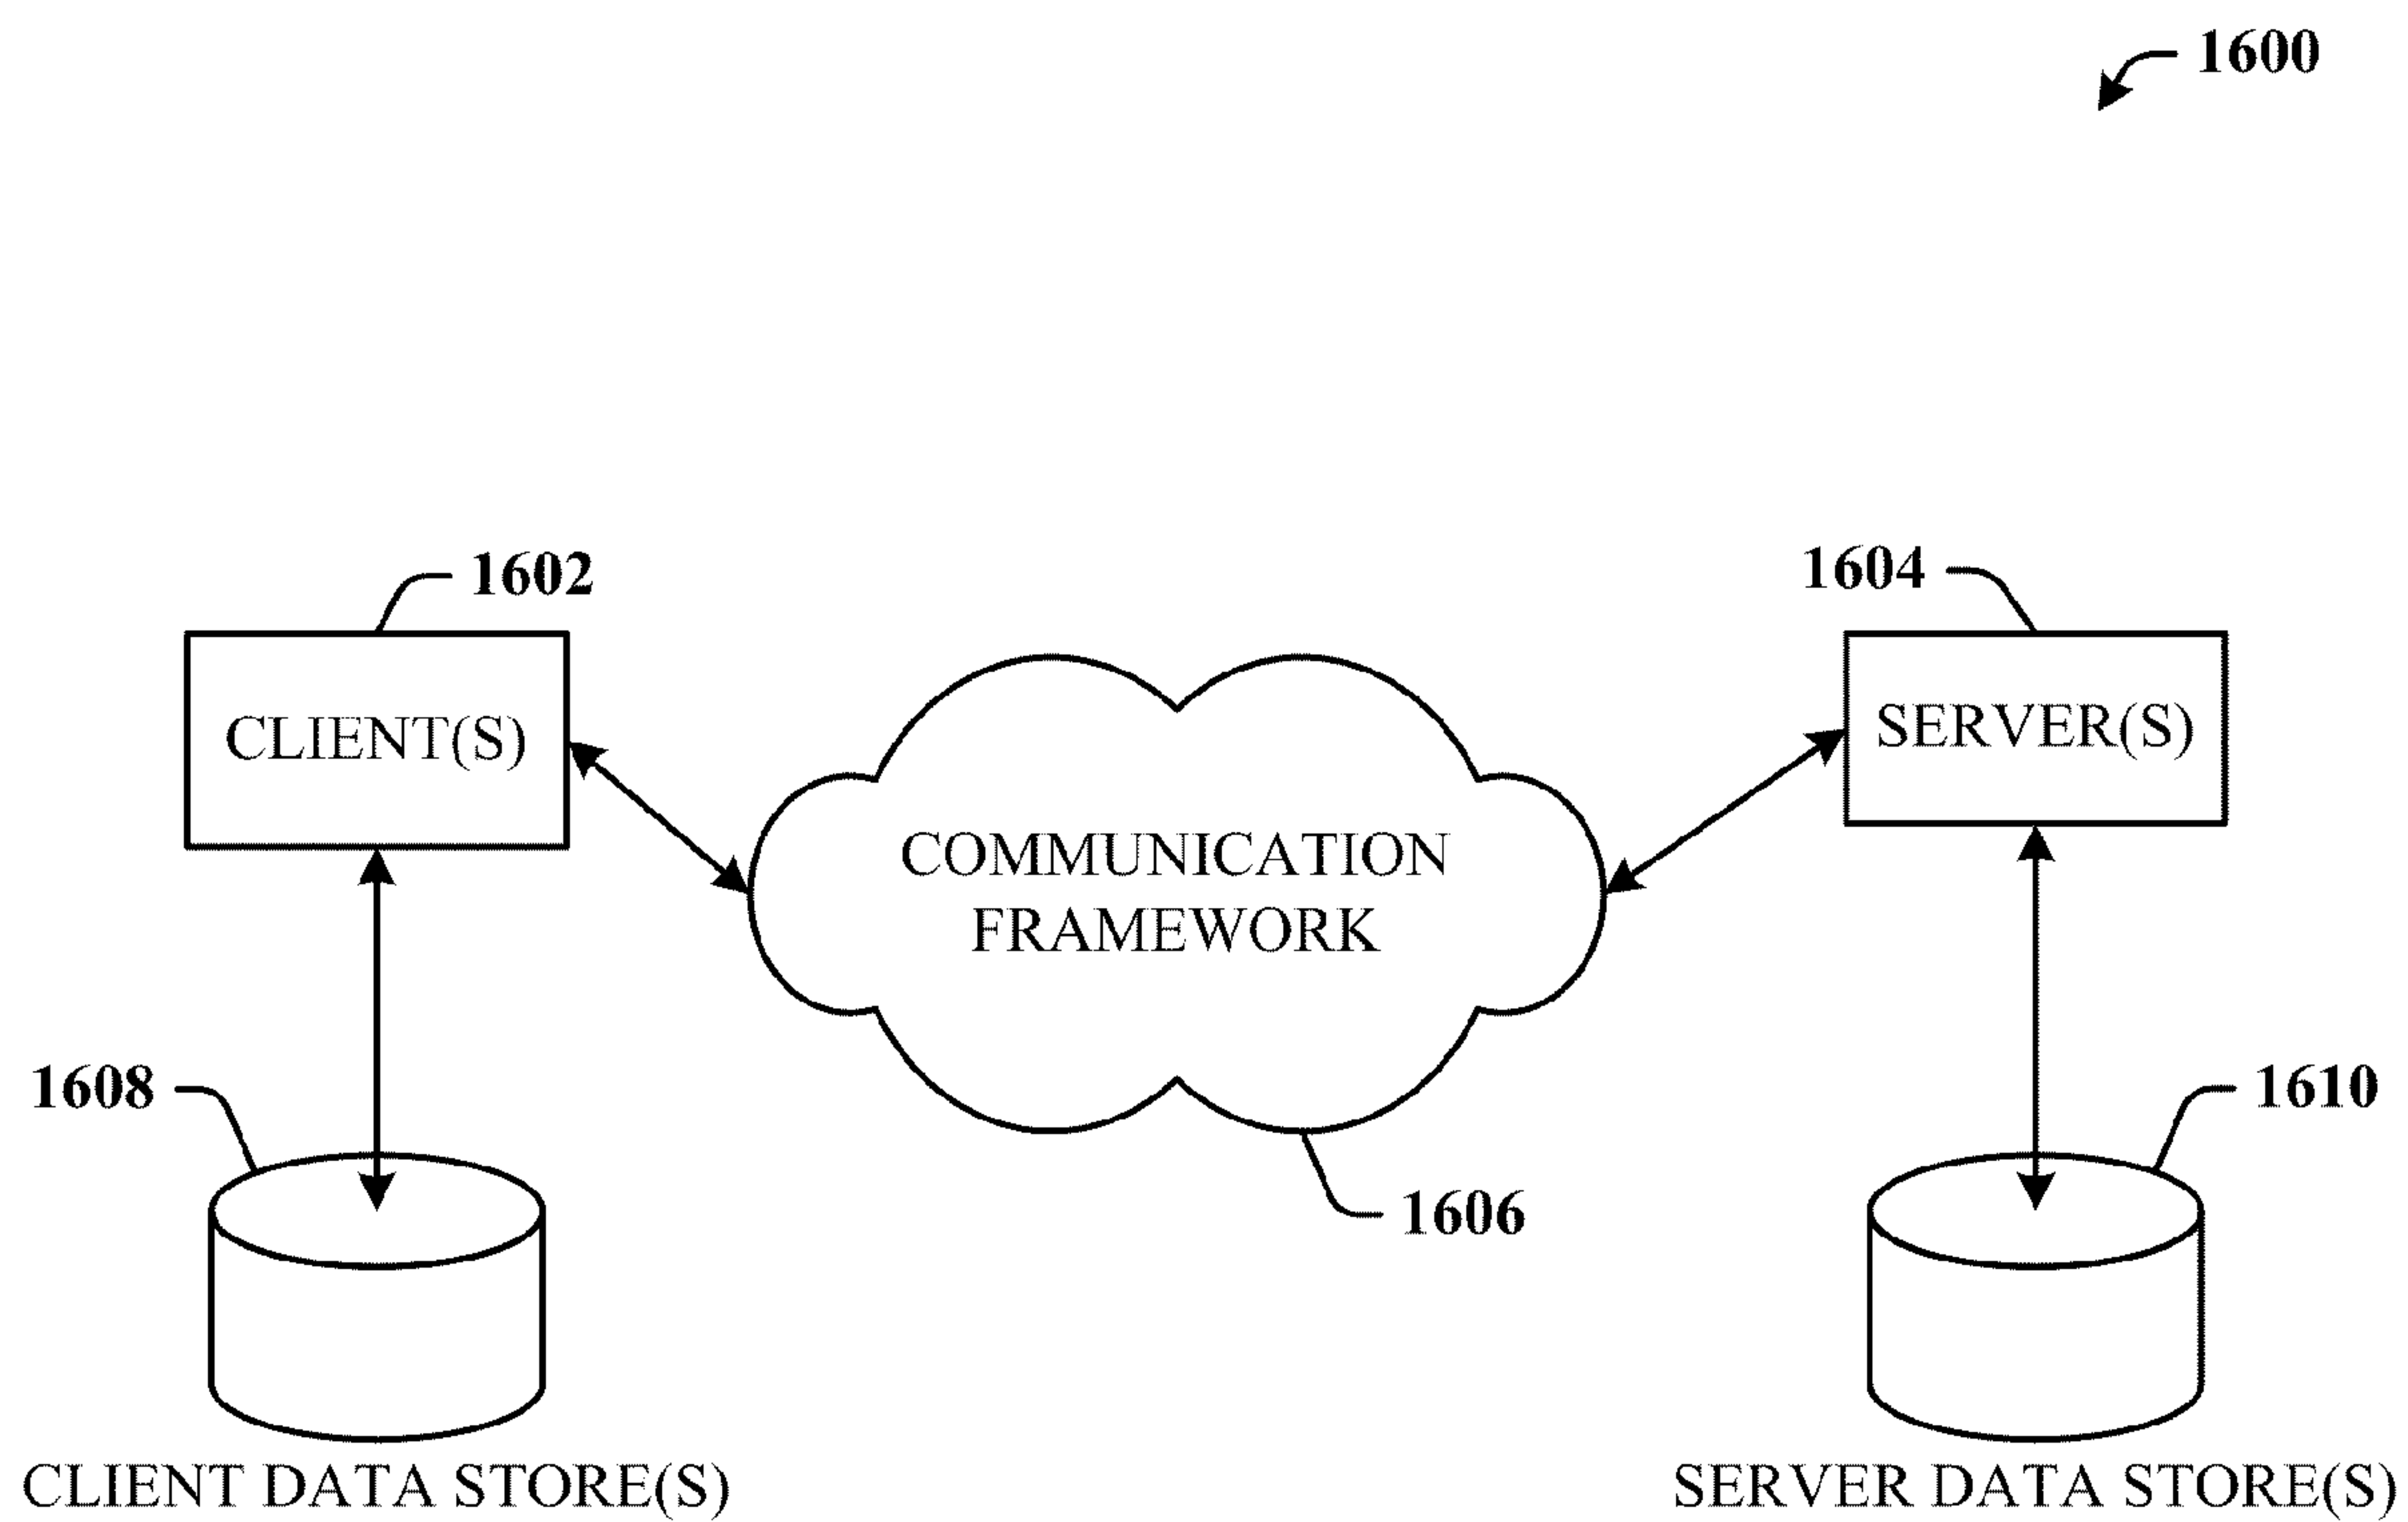 1600
1602
1604
CLIENT(S)
SERVER(S)
COMMUNICATION
FRAMEWORK
1608
1610
1606
CLIENT DATA STORE(S)
SERVER DATA STORE(S)